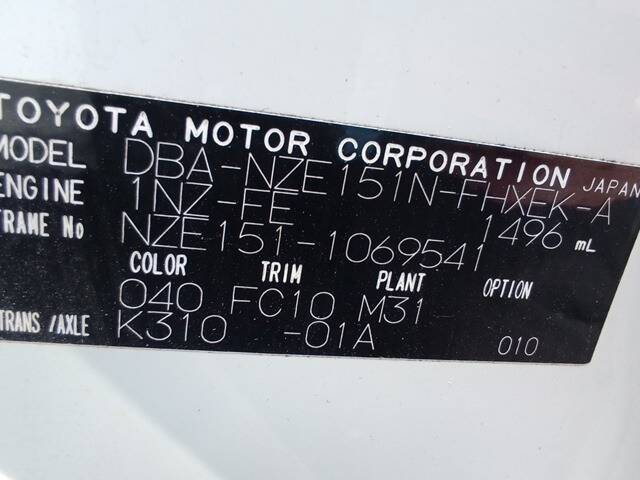 TOYOTA MOTOR CORPORATION JAPAN
MODEL DBA-NZE151N-FHXEK-A
ENGINE 1NZ-FE 1496 mL
FRAME No NZE151-1069541
COLOR TRIM PLANT OPTION
040 FC10 M31
TRANS /AXLE K310 -01A 010